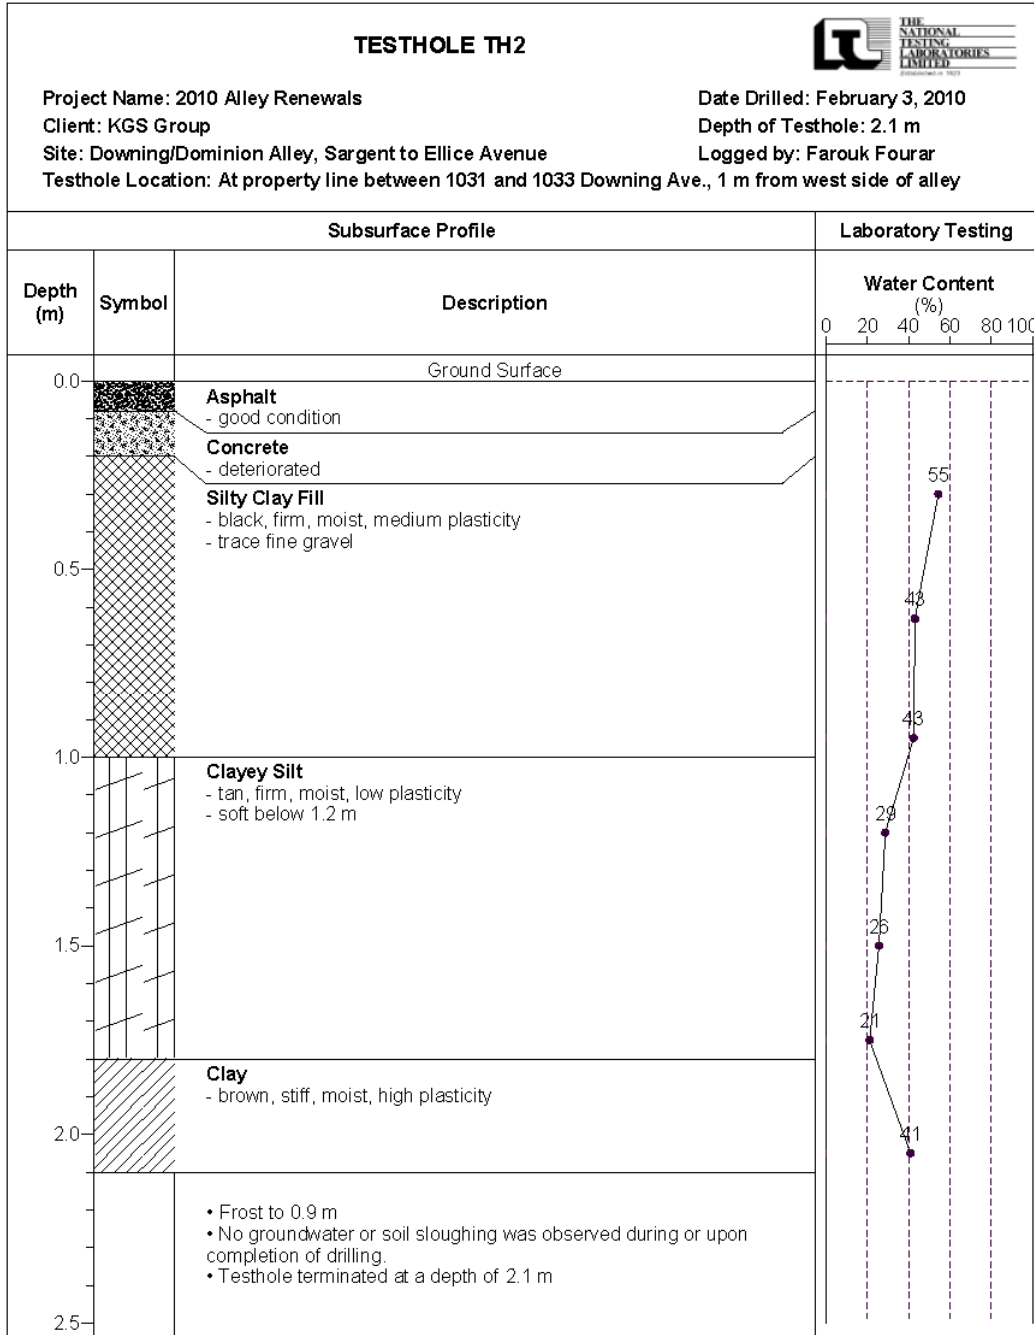 TESTHOLE TH2
THE
NATIONAL
TESTING
LABORATORIES
LIMITED
Established in 1923
Project Name: 2010 Alley Renewals
Date Drilled: February 3, 2010
Client: KGS Group
Depth of Testhole: 2.1 m
Site: Downing/Dominion Alley, Sargent to Ellice Avenue
Logged by: Farouk Fourar
Testhole Location: At property line between 1031 and 1033 Downing Ave., 1 m from west side of alley
Subsurface Profile
Laboratory Testing
Depth
(m)
Symbol
Description
Water Content
(%)
0 20 40 60 80 100
Ground Surface
0.0
Asphalt
- good condition
Concrete
- deteriorated
55
Silty Clay Fill
- black, firm, moist, medium plasticity
- trace fine gravel
0.5
43
43
1.0
Clayey Silt
- tan, firm, moist, low plasticity
- soft below 1.2 m
29
26
1.5
21
Clay
- brown, stiff, moist, high plasticity
2.0
41
• Frost to 0.9 m
• No groundwater or soil sloughing was observed during or upon
completion of drilling.
• Testhole terminated at a depth of 2.1 m
2.5